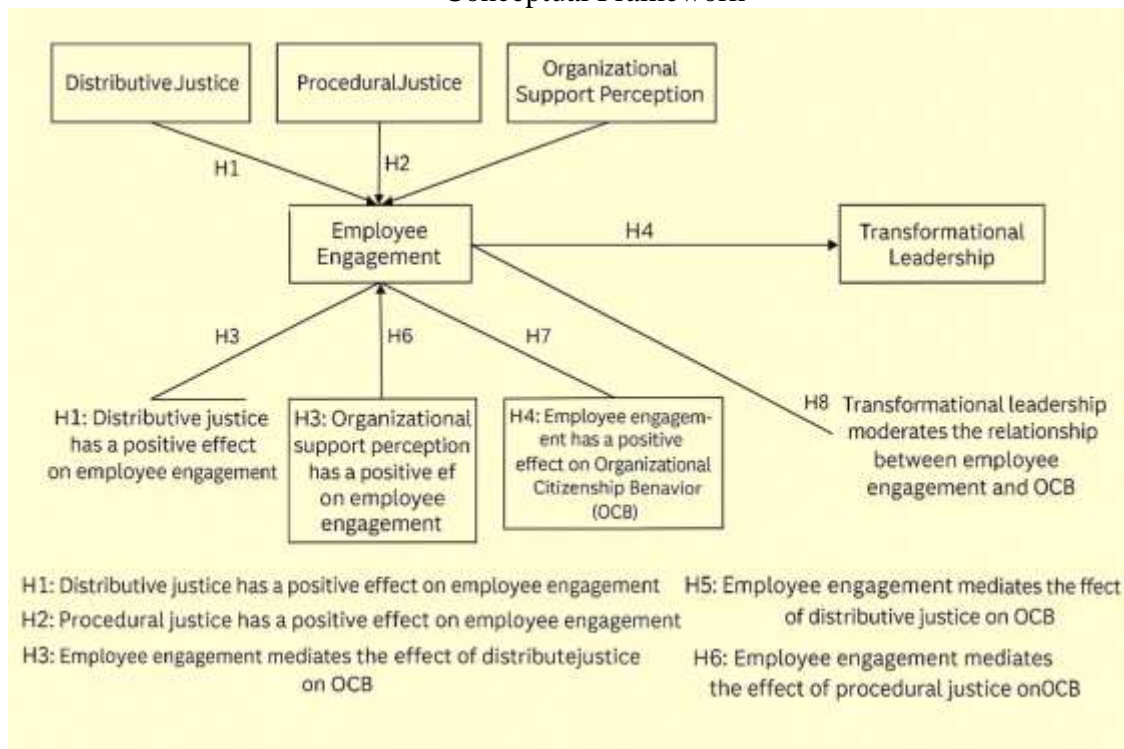 Conceptual Framework
Distributive Justice
Procedural Justice
Organizational
Support Perception
H1
H2
Employee
Engagement
H4
Transformational
Leadership
H3
H6
H7
H1: Distributive justice
has a positive effect
on employee engagement
H3: Organizational
support perception
has a positive ef
on employee
engagement
H4: Employee engagem-
ent has a positive
effect on Organizational
Citizenship Benavior
(OCB)
H8 Transformational leadership
moderates the relationship
between employee
engagement and OCB
H1: Distributive justice has a positive effect on employee engagement
H2: Procedural justice has a positive effect on employee engagement
H3: Employee engagement mediates the effect of distributejustice
on OCB
H5: Employee engagement mediates the ffect
of distributive justice on OCB
H6: Employee engagement mediates
the effect of procedural justice onOCB